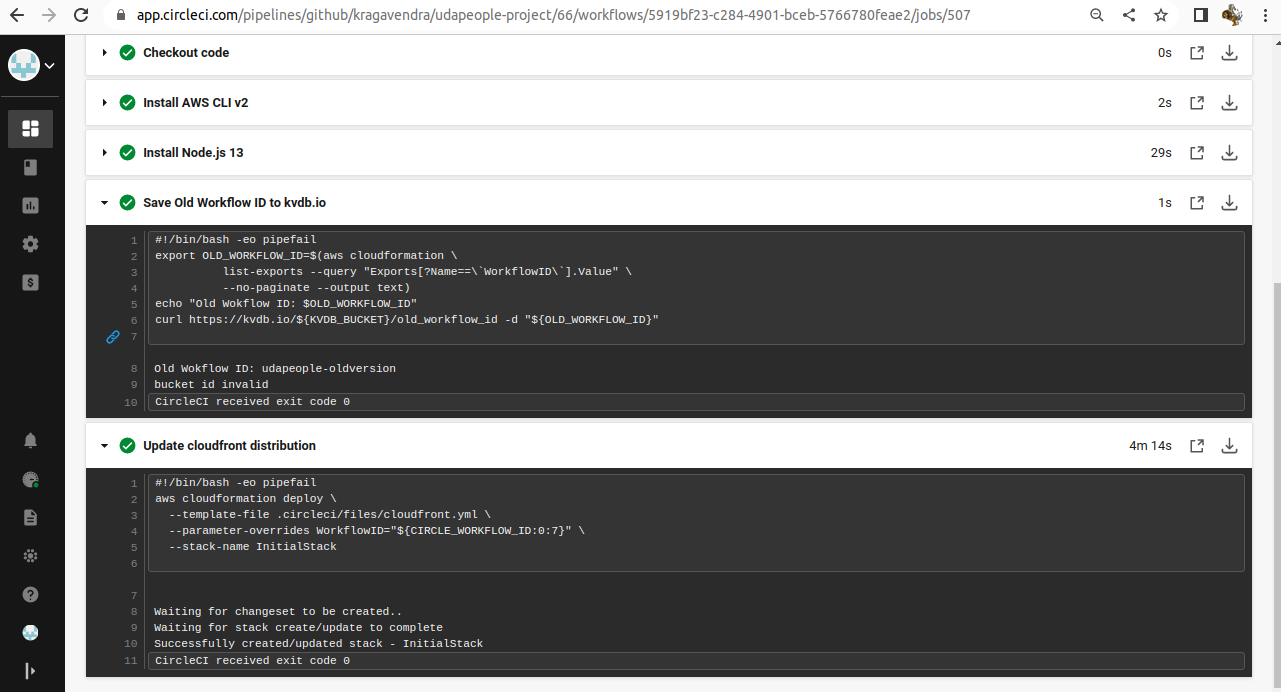 app.circleci.com/pipelines/github/kragavendra/udapeople-project/66/workflows/5919bf23-c284-4901-bceb-5766780feae2/jobs/507
Checkout code 0s
Install AWS CLI v2 2s
Install Node.js 13 29s
Save Old Workflow ID to kvdb.io 1s
1 #!/bin/bash -eo pipefail
2 export OLD_WORKFLOW_ID=$(aws cloudformation \
3 list-exports --query "Exports[?Name==\`WorkflowID\`].Value" \
4 --no-paginate --output text)
5 echo "Old Wokflow ID: $OLD_WORKFLOW_ID"
6 curl https://kvdb.io/${KVDB_BUCKET}/old_workflow_id -d "${OLD_WORKFLOW_ID}"
7
8 Old Wokflow ID: udapeople-oldversion
9 bucket id invalid
10 CircleCI received exit code 0
Update cloudfront distribution 4m 14s
1 #!/bin/bash -eo pipefail
2 aws cloudformation deploy \
3 --template-file .circleci/files/cloudfront.yml \
4 --parameter-overrides WorkflowID="${CIRCLE_WORKFLOW_ID:0:7}" \
5 --stack-name InitialStack
6
7
8 Waiting for changeset to be created..
9 Waiting for stack create/update to complete
10 Successfully created/updated stack - InitialStack
11 CircleCI received exit code 0